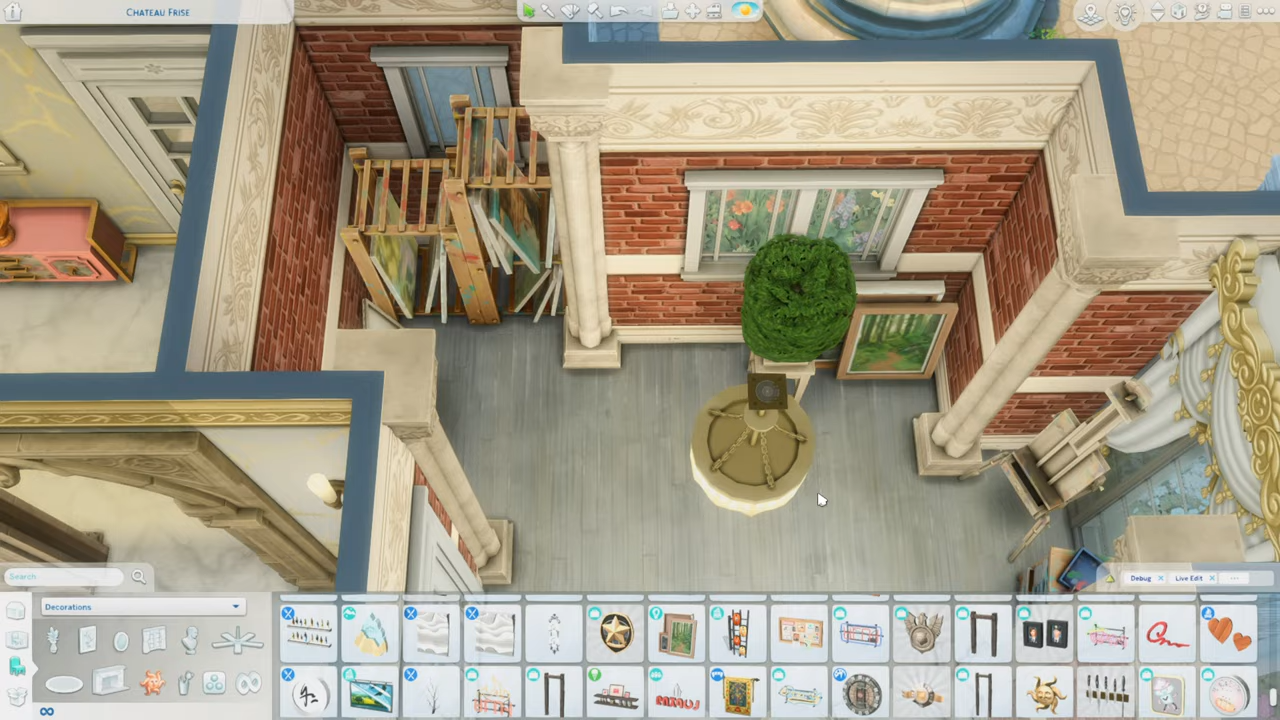 CHATEAU FRISE
Search
Debug
Live Edit
Decorations